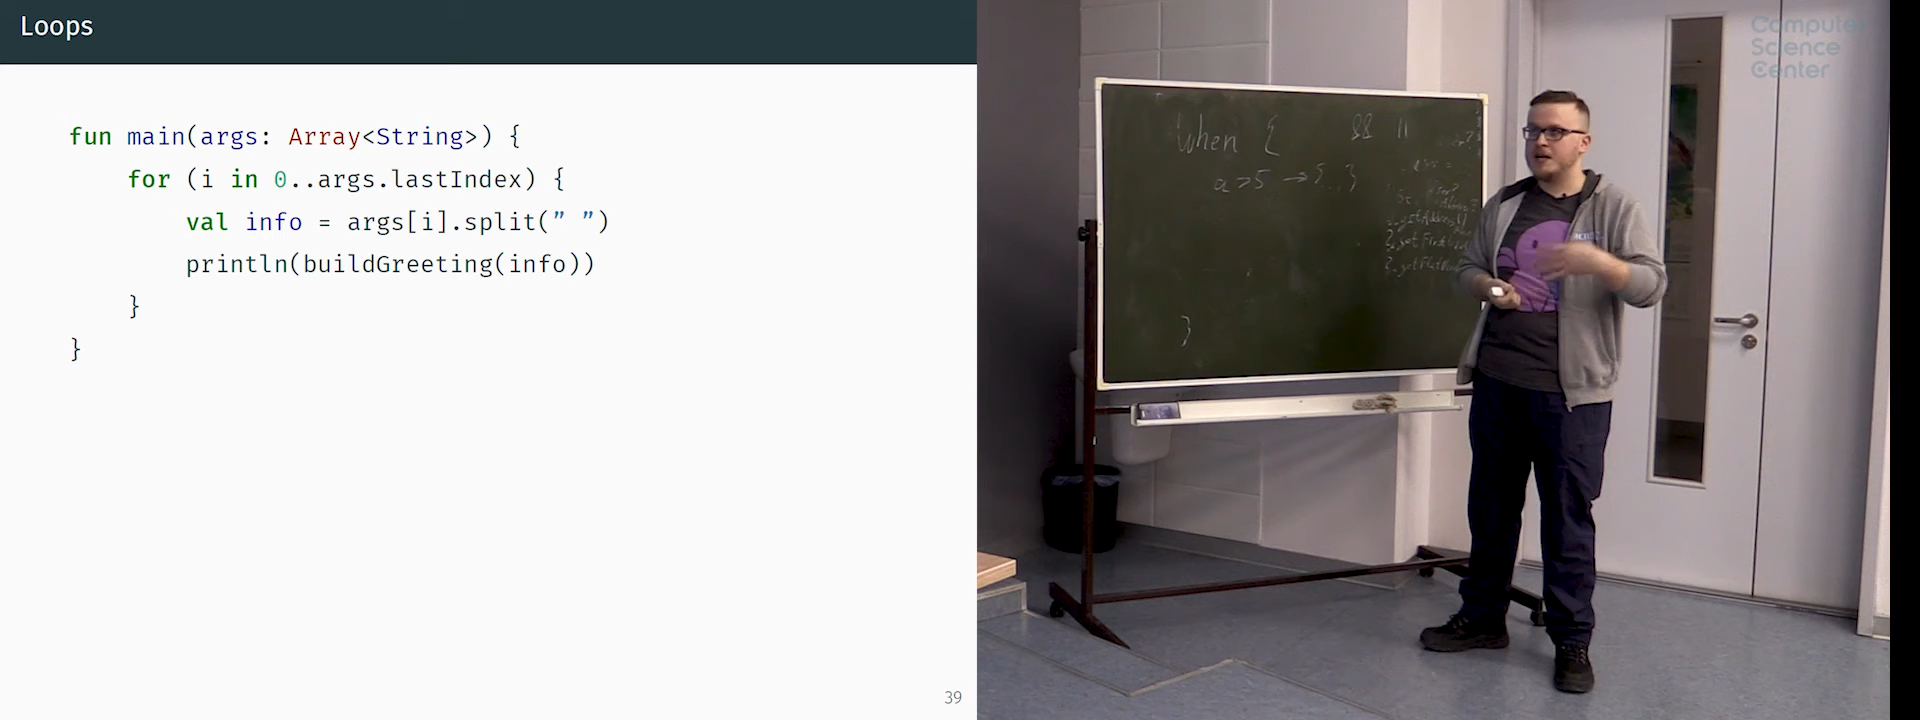 Loops
fun main(args: Array<String>) {
for (i in 0..args.lastIndex) {
val info = args[i].split(" ")
println(buildGreeting(info))
}
}
39
Computer
Science
Center
when { && ||
a > 5 → {...}
}